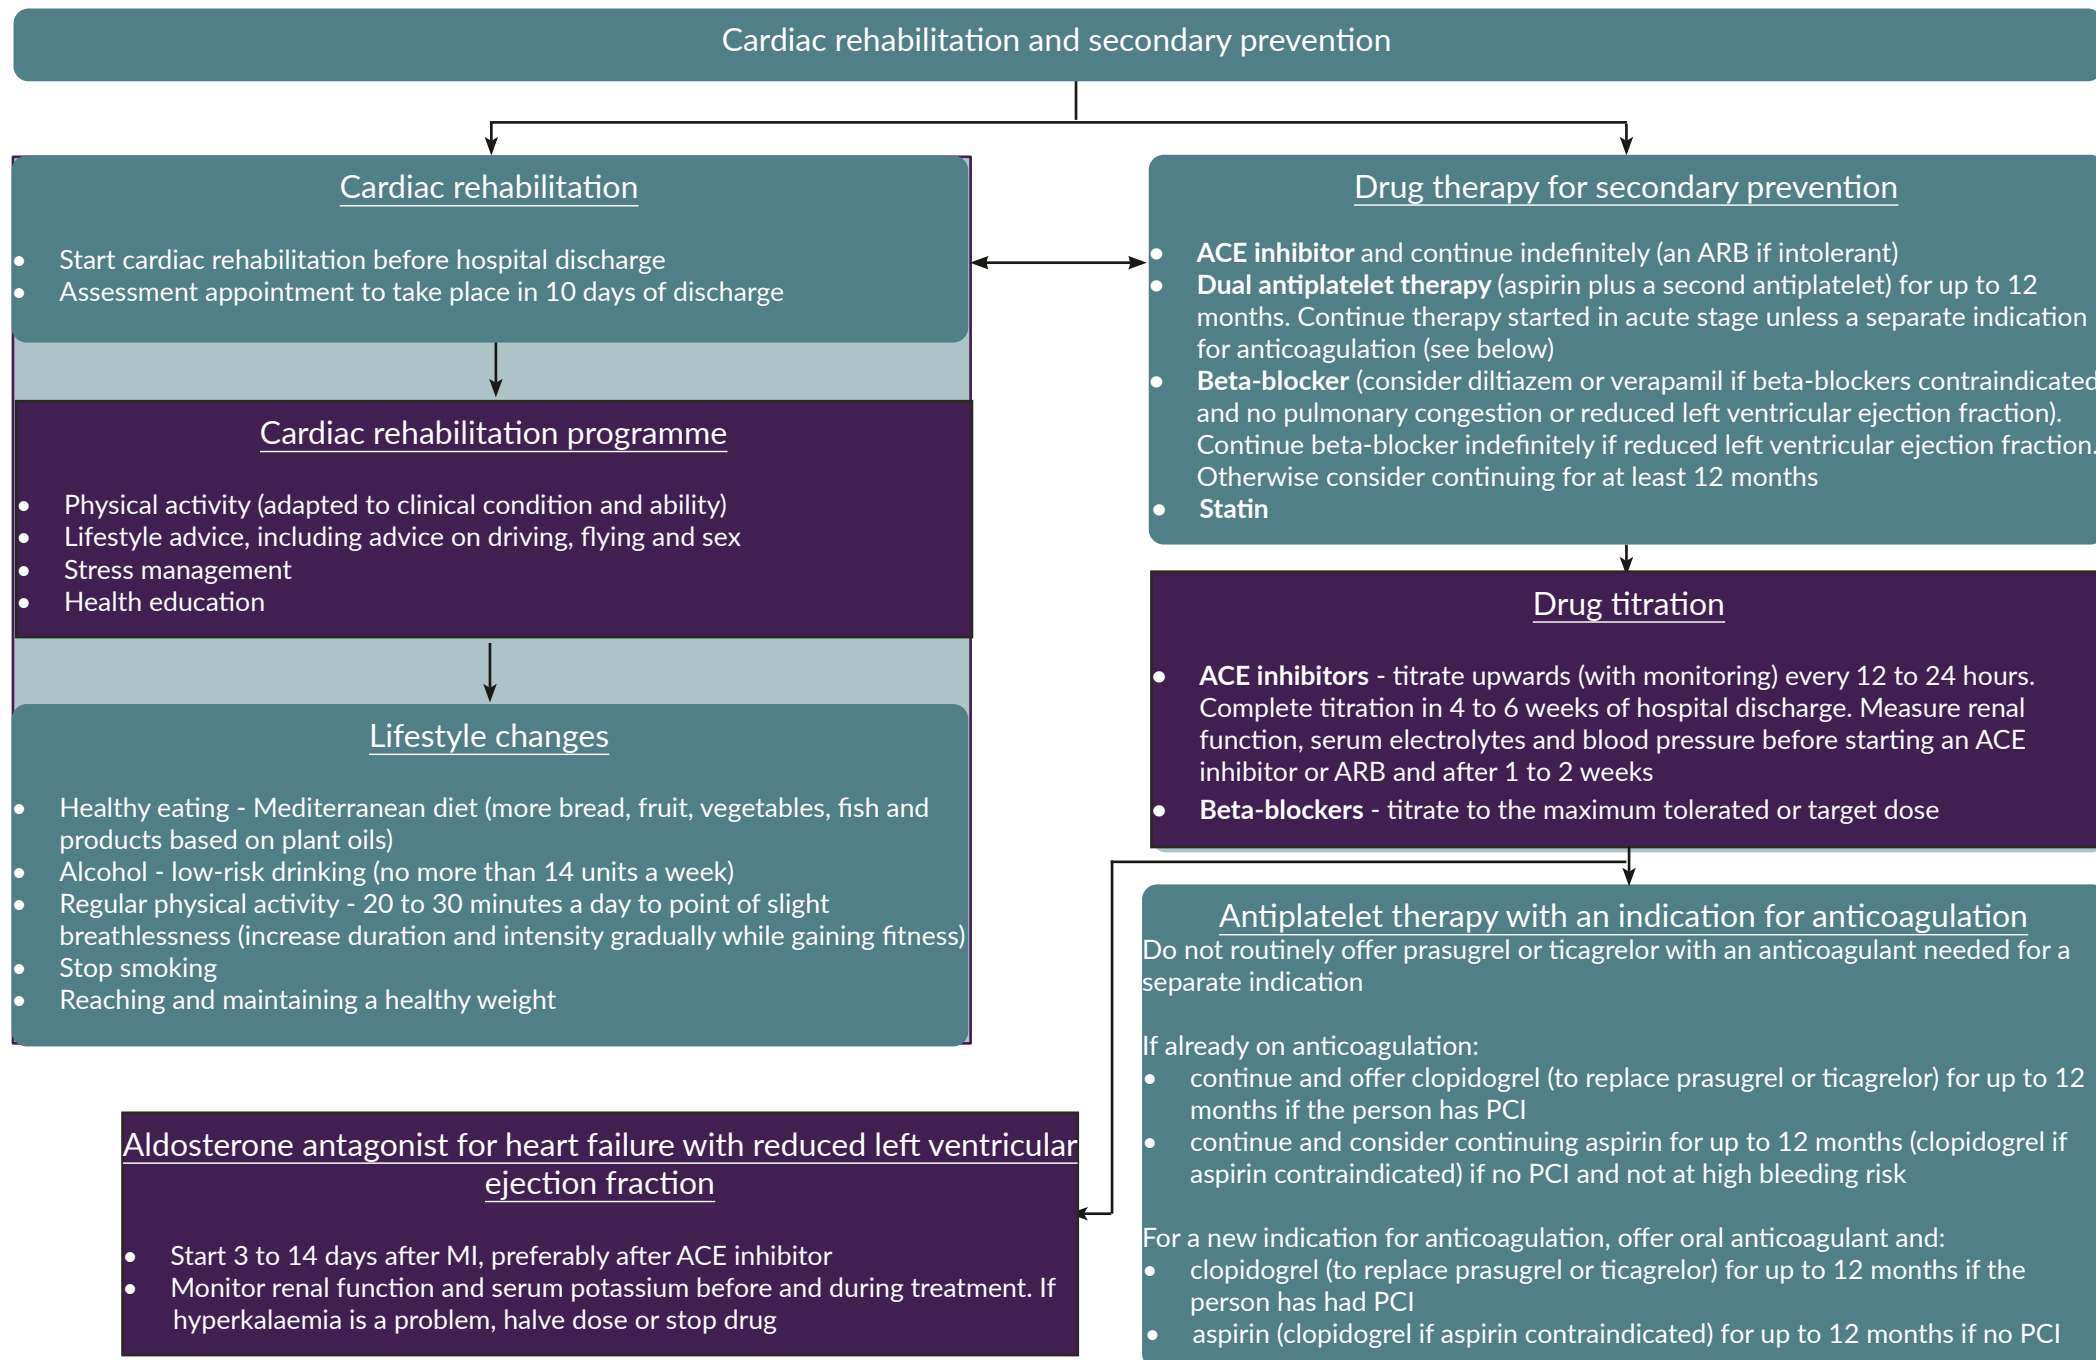 Cardiac rehabilitation and secondary prevention
Cardiac rehabilitation
• Start cardiac rehabilitation before hospital discharge
• Assessment appointment to take place in 10 days of discharge
Cardiac rehabilitation programme
• Physical activity (adapted to clinical condition and ability)
• Lifestyle advice, including advice on driving, flying and sex
• Stress management
• Health education
Lifestyle changes
• Healthy eating - Mediterranean diet (more bread, fruit, vegetables, fish and
products based on plant oils)
• Alcohol - low-risk drinking (no more than 14 units a week)
• Regular physical activity - 20 to 30 minutes a day to point of slight
breathlessness (increase duration and intensity gradually while gaining fitness)
• Stop smoking
• Reaching and maintaining a healthy weight
Drug therapy for secondary prevention
• ACE inhibitor and continue indefinitely (an ARB if intolerant)
• Dual antiplatelet therapy (aspirin plus a second antiplatelet) for up to 12
months. Continue therapy started in acute stage unless a separate indication
for anticoagulation (see below)
• Beta-blocker (consider diltiazem or verapamil if beta-blockers contraindicated
and no pulmonary congestion or reduced left ventricular ejection fraction).
Continue beta-blocker indefinitely if reduced left ventricular ejection fraction.
Otherwise consider continuing for at least 12 months
• Statin
Drug titration
• ACE inhibitors - titrate upwards (with monitoring) every 12 to 24 hours.
Complete titration in 4 to 6 weeks of hospital discharge. Measure renal
function, serum electrolytes and blood pressure before starting an ACE
inhibitor or ARB and after 1 to 2 weeks
• Beta-blockers - titrate to the maximum tolerated or target dose
Antiplatelet therapy with an indication for anticoagulation
Do not routinely offer prasugrel or ticagrelor with an anticoagulant needed for a
separate indication
If already on anticoagulation:
• continue and offer clopidogrel (to replace prasugrel or ticagrelor) for up to 12
months if the person has PCI
• continue and consider continuing aspirin for up to 12 months (clopidogrel if
aspirin contraindicated) if no PCI and not at high bleeding risk
For a new indication for anticoagulation, offer oral anticoagulant and:
• clopidogrel (to replace prasugrel or ticagrelor) for up to 12 months if the
person has had PCI
• aspirin (clopidogrel if aspirin contraindicated) for up to 12 months if no PCI
Aldosterone antagonist for heart failure with reduced left ventricular
ejection fraction
• Start 3 to 14 days after MI, preferably after ACE inhibitor
• Monitor renal function and serum potassium before and during treatment. If
hyperkalaemia is a problem, halve dose or stop drug